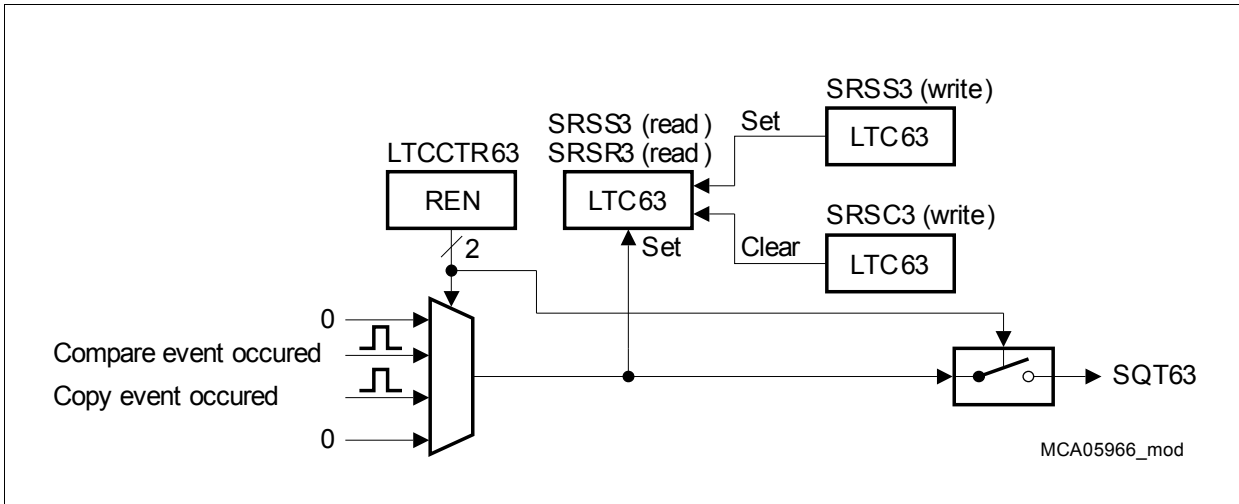 SRSS3 (write)
LTC63
SRSS3 (read)
SRSR3 (read)
LTC63
Set
LTCCTR63
REN
2
SRSC3 (write)
LTC63
Clear
Set
0
Compare event occured
Copy event occured
0
SQT63
MCA05966_mod